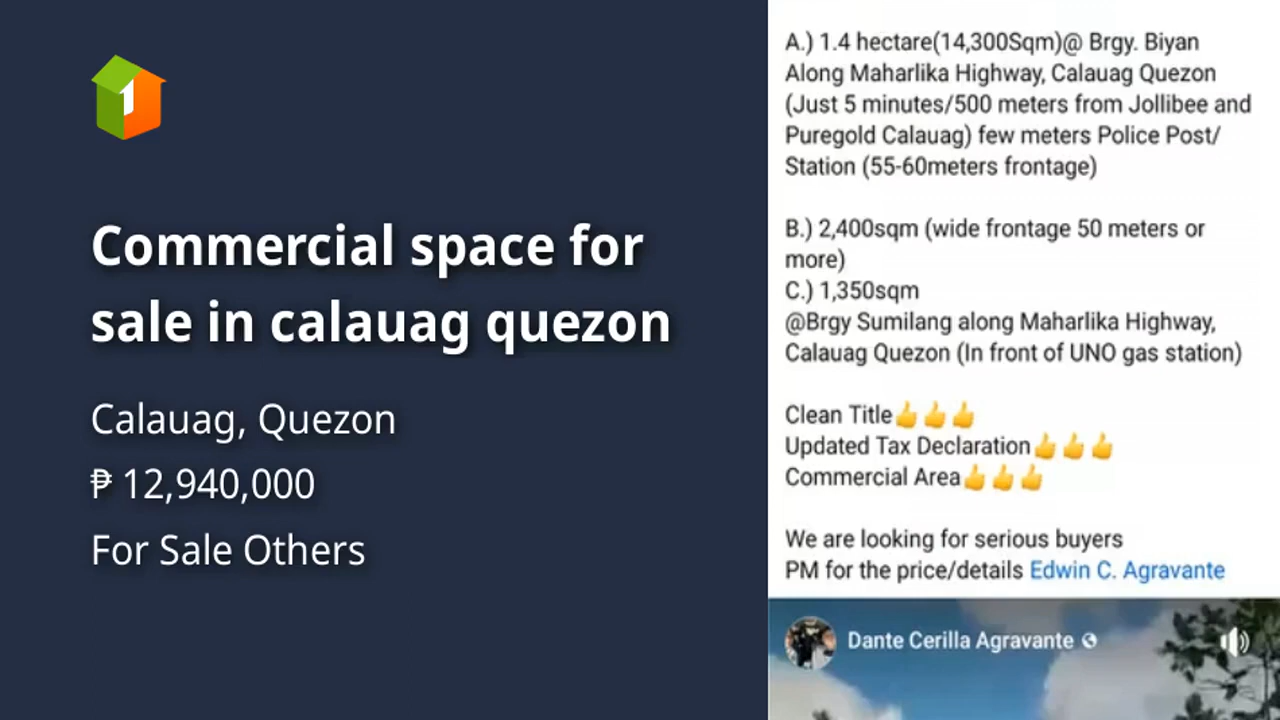 Commercial space for
sale in calauag quezon
Calauag, Quezon
₱ 12,940,000
For Sale Others
A.) 1.4 hectare(14,300Sqm)@ Brgy. Biyan
Along Maharlika Highway, Calauag Quezon
(Just 5 minutes/500 meters from Jollibee and
Puregold Calauag) few meters Police Post/
Station (55-60meters frontage)
B.) 2,400sqm (wide frontage 50 meters or
more)
C.) 1,350sqm
@Brgy Sumilang along Maharlika Highway,
Calauag Quezon (In front of UNO gas station)
Clean Title👍👍👍
Updated Tax Declaration👍👍👍
Commercial Area👍👍👍
We are looking for serious buyers
PM for the price/details Edwin C. Agravante
Dante Cerilla Agravante